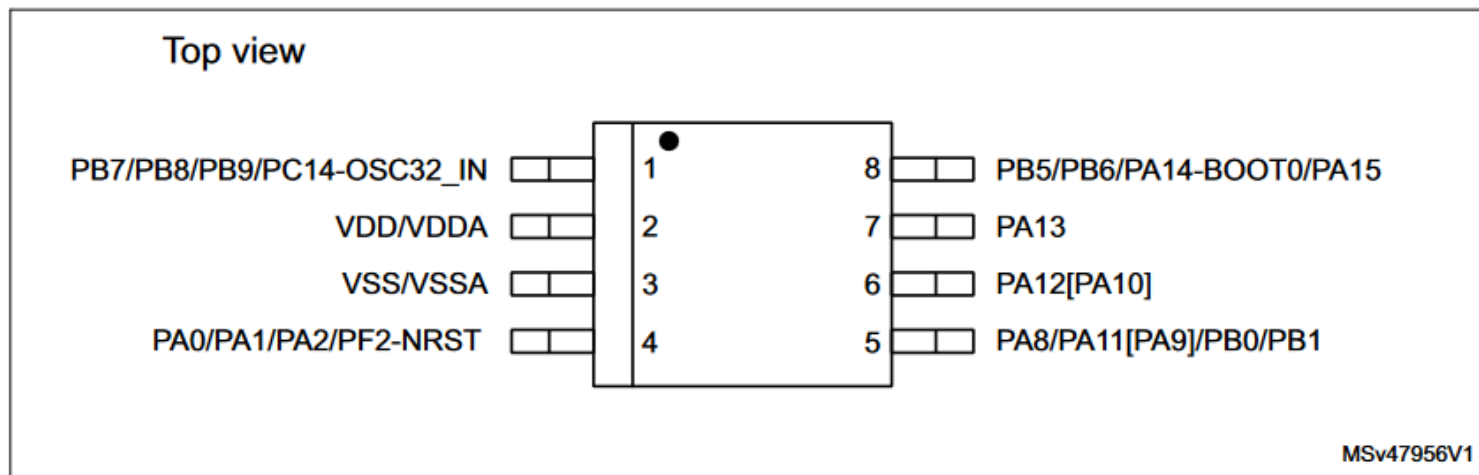 Top view
PB7/PB8/PB9/PC14-OSC32_IN 1 8 PB5/PB6/PA14-BOOT0/PA15
VDD/VDDA 2 7 PA13
VSS/VSSA 3 6 PA12[PA10]
PA0/PA1/PA2/PF2-NRST 4 5 PA8/PA11[PA9]/PB0/PB1
MSv47956V1